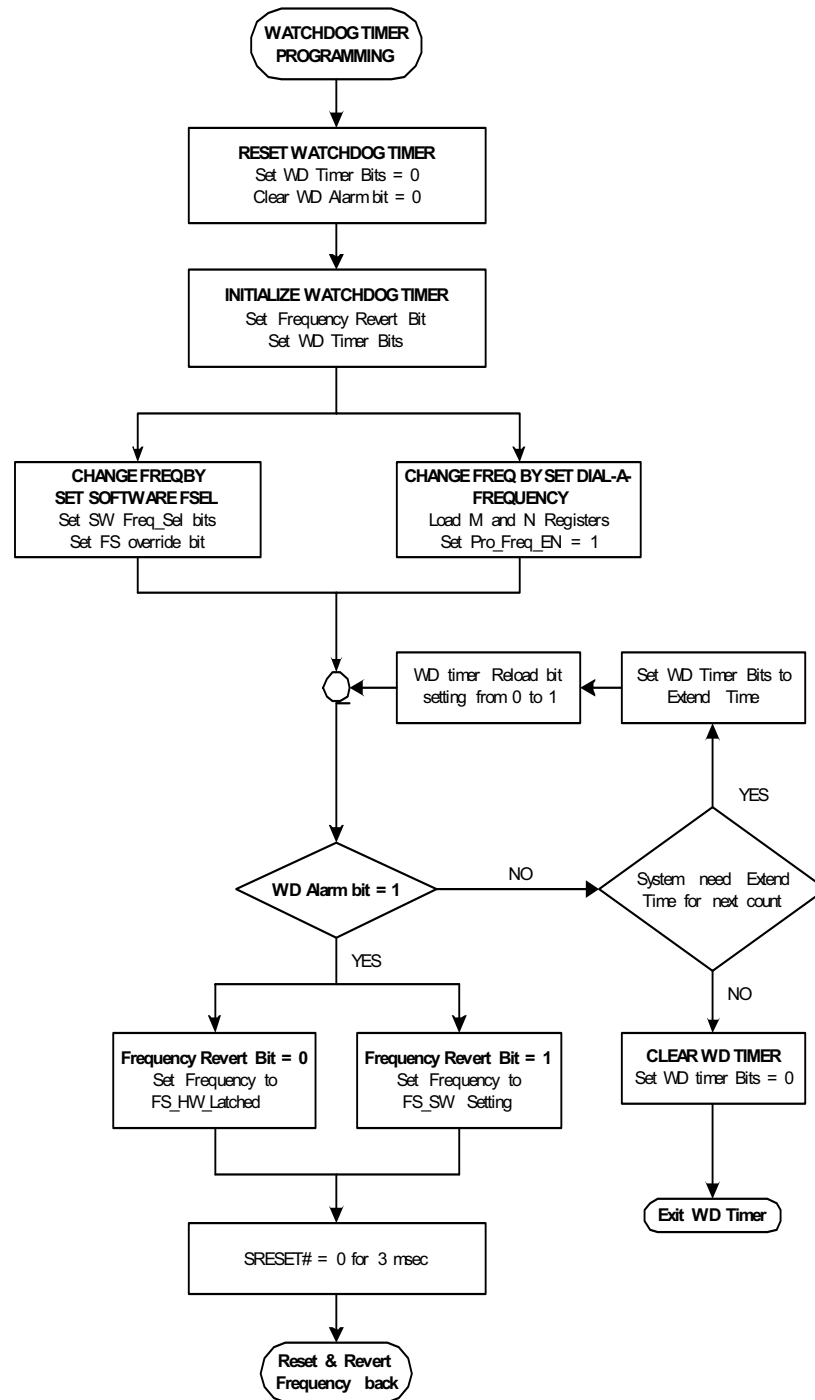 WATCHDOG TIMER
PROGRAMMING
RESET WATCHDOG TIMER
Set WD Timer Bits = 0
Clear WD Alarm bit = 0
INITIALIZE WATCHDOG TIMER
Set Frequency Revert Bit
Set WD Timer Bits
CHANGE FREQ BY
SET SOFTWARE FSEL
Set SW Freq_Sel bits
Set FS override bit
CHANGE FREQ BY SET DIAL-A-
FREQUENCY
Load M and N Registers
Set Pro_Freq_EN = 1
WD timer Reload bit
setting from 0 to 1
Set WD Timer Bits to
Extend Time
YES
WD Alarm bit = 1
NO
System need Extend
Time for next count
YES
NO
Frequency Revert Bit = 0
Set Frequency to
FS_HW_Latched
Frequency Revert Bit = 1
Set Frequency to
FS_SW Setting
CLEAR WD TIMER
Set WD timer Bits = 0
Exit WD Timer
SRESET# = 0 for 3 msec
Reset & Revert
Frequency back